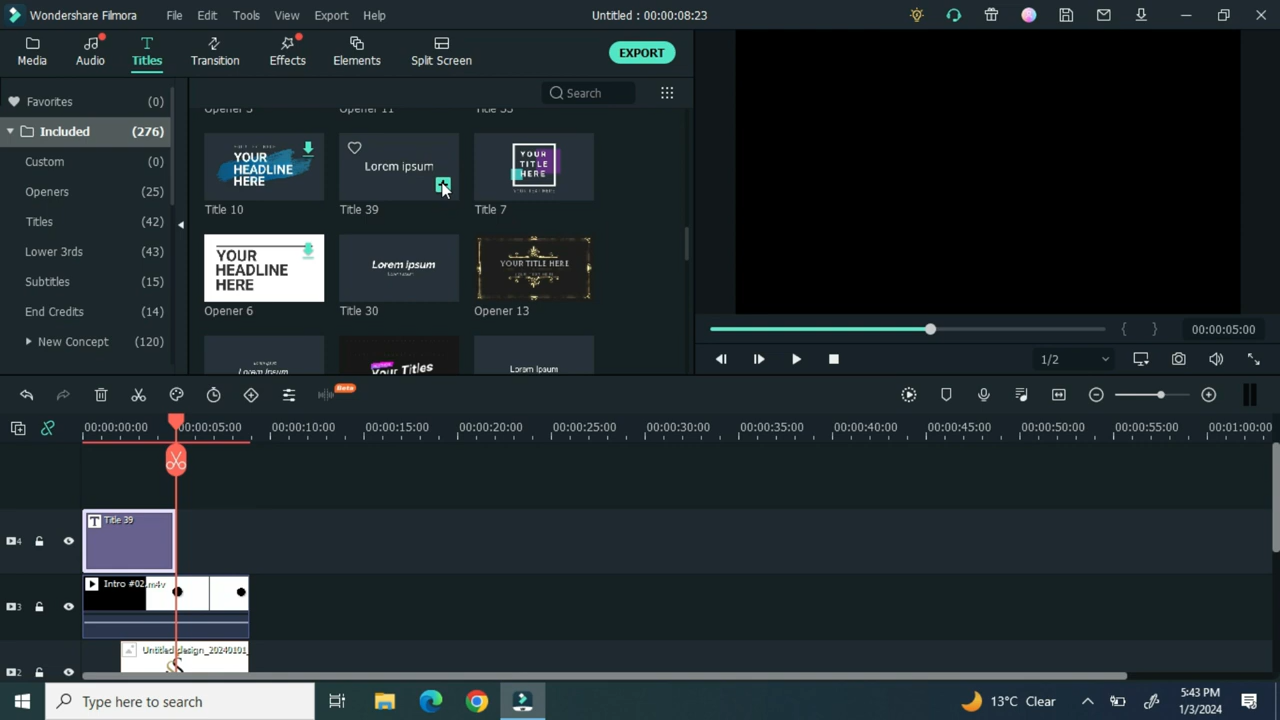 Wondershare Filmora
File Edit Tools View Export Help
Untitled : 00:00:08:23
Media Audio Titles Transition Effects Elements Split Screen
EXPORT
Favorites (0)
Included (276)
Custom (0)
Openers (25)
Titles (42)
Lower 3rds (43)
Subtitles (15)
End Credits (14)
New Concept (120)
Search
YOUR
HEADLINE
HERE
Title 10
Lorem ipsum
Title 39
YOUR
TITLE
HERE
Title 7
YOUR
HEADLINE
HERE
Opener 6
Lorem Ipsum
Title 30
YOUR TITLE HERE
Opener 13
Your Titles
Lorem Ipsum
00:00:05:00
1/2
Beta
00:00:00:00 00:00:05:00 00:00:10:00 00:00:15:00 00:00:20:00 00:00:25:00 00:00:30:00 00:00:35:00 00:00:40:00 00:00:45:00 00:00:50:00 00:00:55:00 00:01:00:00
T Title 39
4
Intro #02.m4v
3
Untitled design_20240101_
S
2
Type here to search
13°C Clear
5:43 PM
1/3/2024